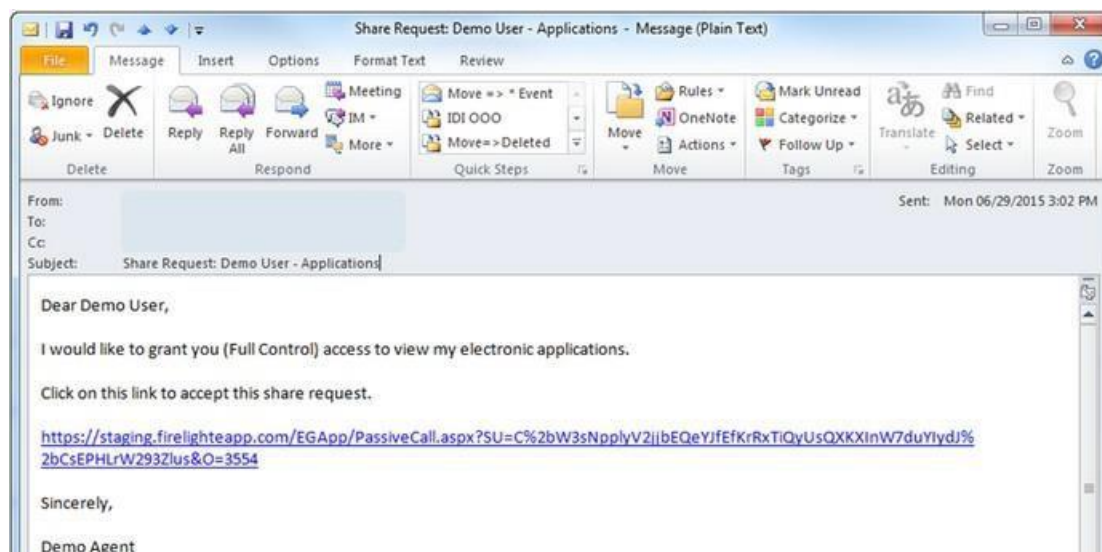 Share Request: Demo User - Applications - Message (Plain Text)
File Message Insert Options Format Text Review
Ignore
Junk
Delete
Reply
Reply All
Forward
Meeting
IM
More
Move => * Event
IDI OOO
Move=>Deleted
Move
Rules
OneNote
Actions
Mark Unread
Categorize
Follow Up
Translate
Find
Related
Select
Zoom
Delete Respond Quick Steps Move Tags Editing Zoom
From: Sent: Mon 06/29/2015 3:02 PM
To:
Cc:
Subject: Share Request: Demo User - Applications
Dear Demo User,
I would like to grant you (Full Control) access to view my electronic applications.
Click on this link to accept this share request.
https://staging.firelighteapp.com/EGApp/PassiveCall.aspx?SU=C%2bW3sNpplyV2jjbEQeYJfEfKrRxTiQyUsQXKXInW7duYIydJ%
2bCsEPHLrW293Zlus&O=3554
Sincerely,
Demo Agent